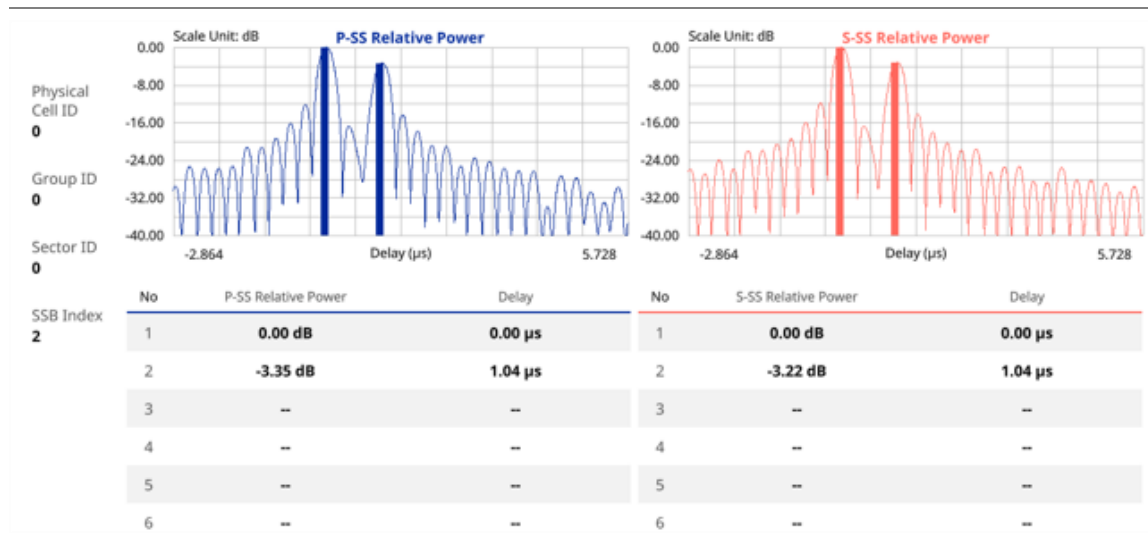 Scale Unit: dB
P-SS Relative Power
0.00
-8.00
-16.00
-24.00
-32.00
-40.00
-2.864
Delay (μs)
5.728
Scale Unit: dB
S-SS Relative Power
0.00
-8.00
-16.00
-24.00
-32.00
-40.00
-2.864
Delay (μs)
5.728
Physical
Cell ID
0
Group ID
0
Sector ID
0
SSB Index
2
No P-SS Relative Power Delay
1 0.00 dB 0.00 μs
2 -3.35 dB 1.04 μs
3 -- --
4 -- --
5 -- --
6 -- --
No S-SS Relative Power Delay
1 0.00 dB 0.00 μs
2 -3.22 dB 1.04 μs
3 -- --
4 -- --
5 -- --
6 -- --